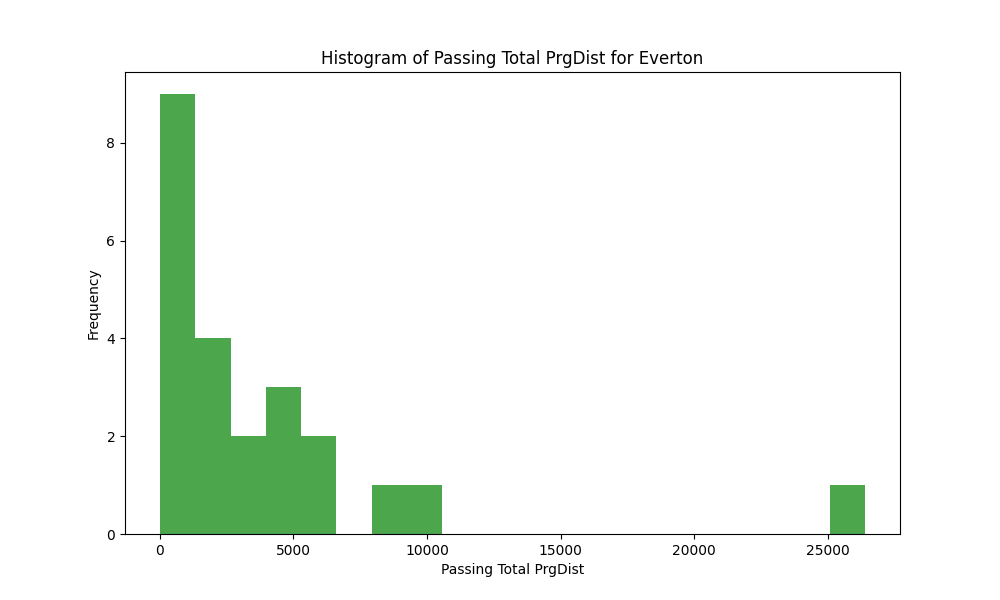 Histogram of Passing Total PrgDist for Everton
8
6
4
2
0
Frequency
0 5000 10000 15000 20000 25000
Passing Total PrgDist